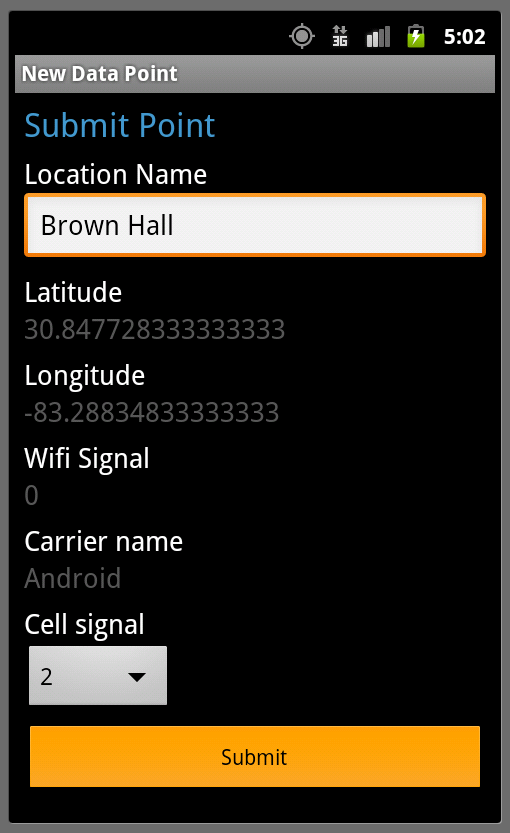 3G 5:02
New Data Point
Submit Point
Location Name
Brown Hall
Latitude
30.847728333333333
Longitude
-83.28834833333333
Wifi Signal
0
Carrier name
Android
Cell signal
2
Submit